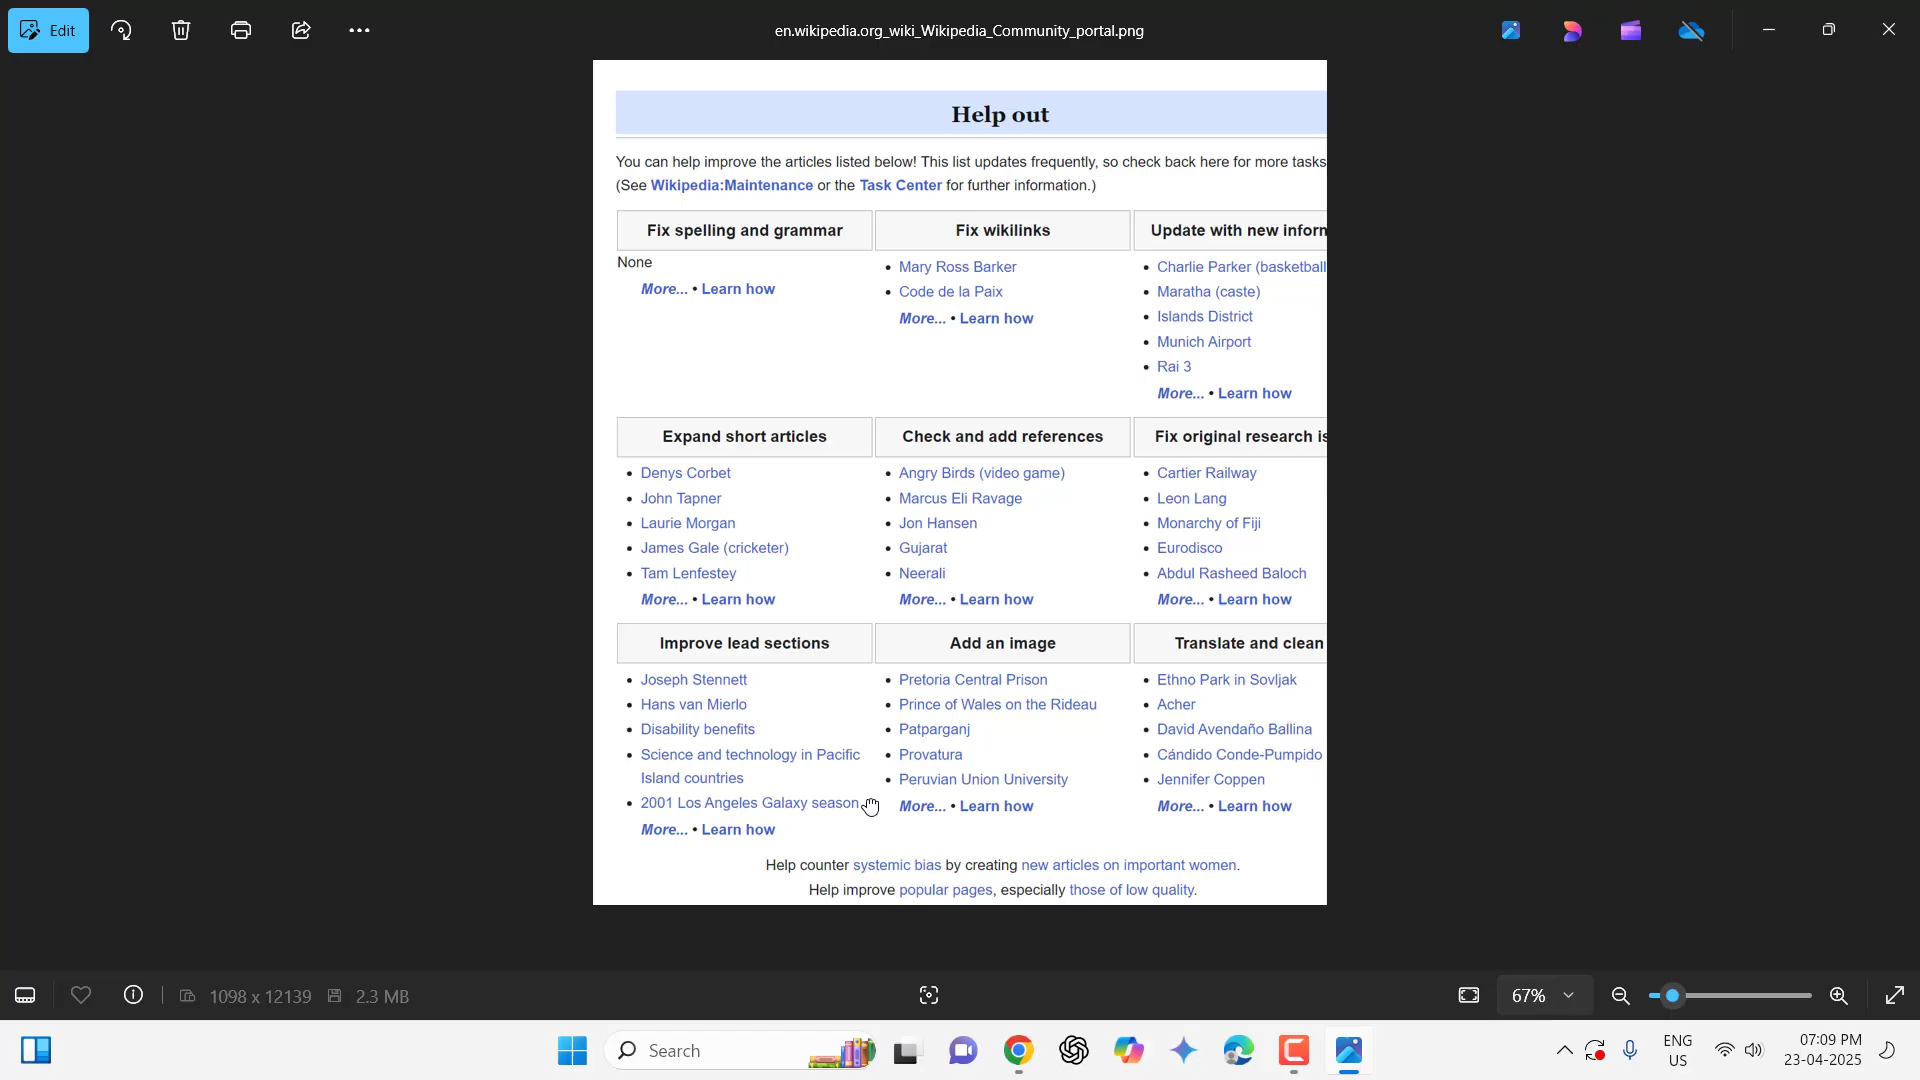 Edit
en.wikipedia.org_wiki_Wikipedia_Community_portal.png
Help out
You can help improve the articles listed below! This list updates frequently, so check back here for more tasks
(See Wikipedia:Maintenance or the Task Center for further information.)
Fix spelling and grammar
None
More... • Learn how
Fix wikilinks
• Mary Ross Barker
• Code de la Paix
More... • Learn how
Update with new inforn
• Charlie Parker (basketball
• Maratha (caste)
• Islands District
• Munich Airport
• Rai 3
More... • Learn how
Expand short articles
• Denys Corbet
• John Tapner
• Laurie Morgan
• James Gale (cricketer)
• Tam Lenfestey
More... • Learn how
Check and add references
• Angry Birds (video game)
• Marcus Eli Ravage
• Jon Hansen
• Gujarat
• Neerali
More... • Learn how
Fix original research is
• Cartier Railway
• Leon Lang
• Monarchy of Fiji
• Eurodisco
• Abdul Rasheed Baloch
More... • Learn how
Improve lead sections
• Joseph Stennett
• Hans van Mierlo
• Disability benefits
• Science and technology in Pacific
Island countries
• 2001 Los Angeles Galaxy season
More... • Learn how
Add an image
• Pretoria Central Prison
• Prince of Wales on the Rideau
• Patparganj
• Provatura
• Peruvian Union University
More... • Learn how
Translate and clean
• Ethno Park in Sovljak
• Acher
• David Avendaño Ballina
• Cándido Conde-Pumpido
• Jennifer Coppen
More... • Learn how
Help counter systemic bias by creating new articles on important women.
Help improve popular pages, especially those of low quality.
1098 x 12139
2.3 MB
67%
Search
ENG
US
07:09 PM
23-04-2025